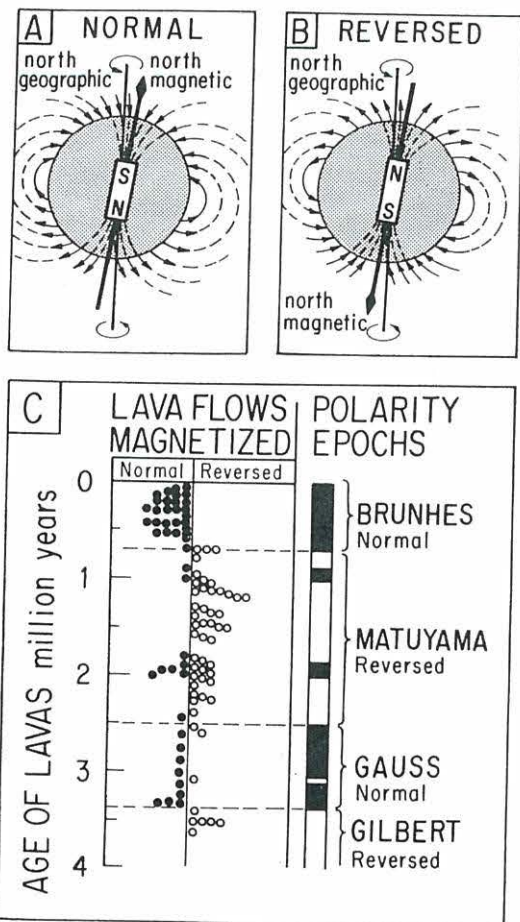 A NORMAL
north geographic
north magnetic
S
N
B REVERSED
north geographic
N
S
north magnetic
C
LAVA FLOWS MAGNETIZED
POLARITY EPOCHS
Normal
Reversed
AGE OF LAVAS million years
0
1
2
3
4
BRUNHES
Normal
MATUYAMA
Reversed
GAUSS
Normal
GILBERT
Reversed